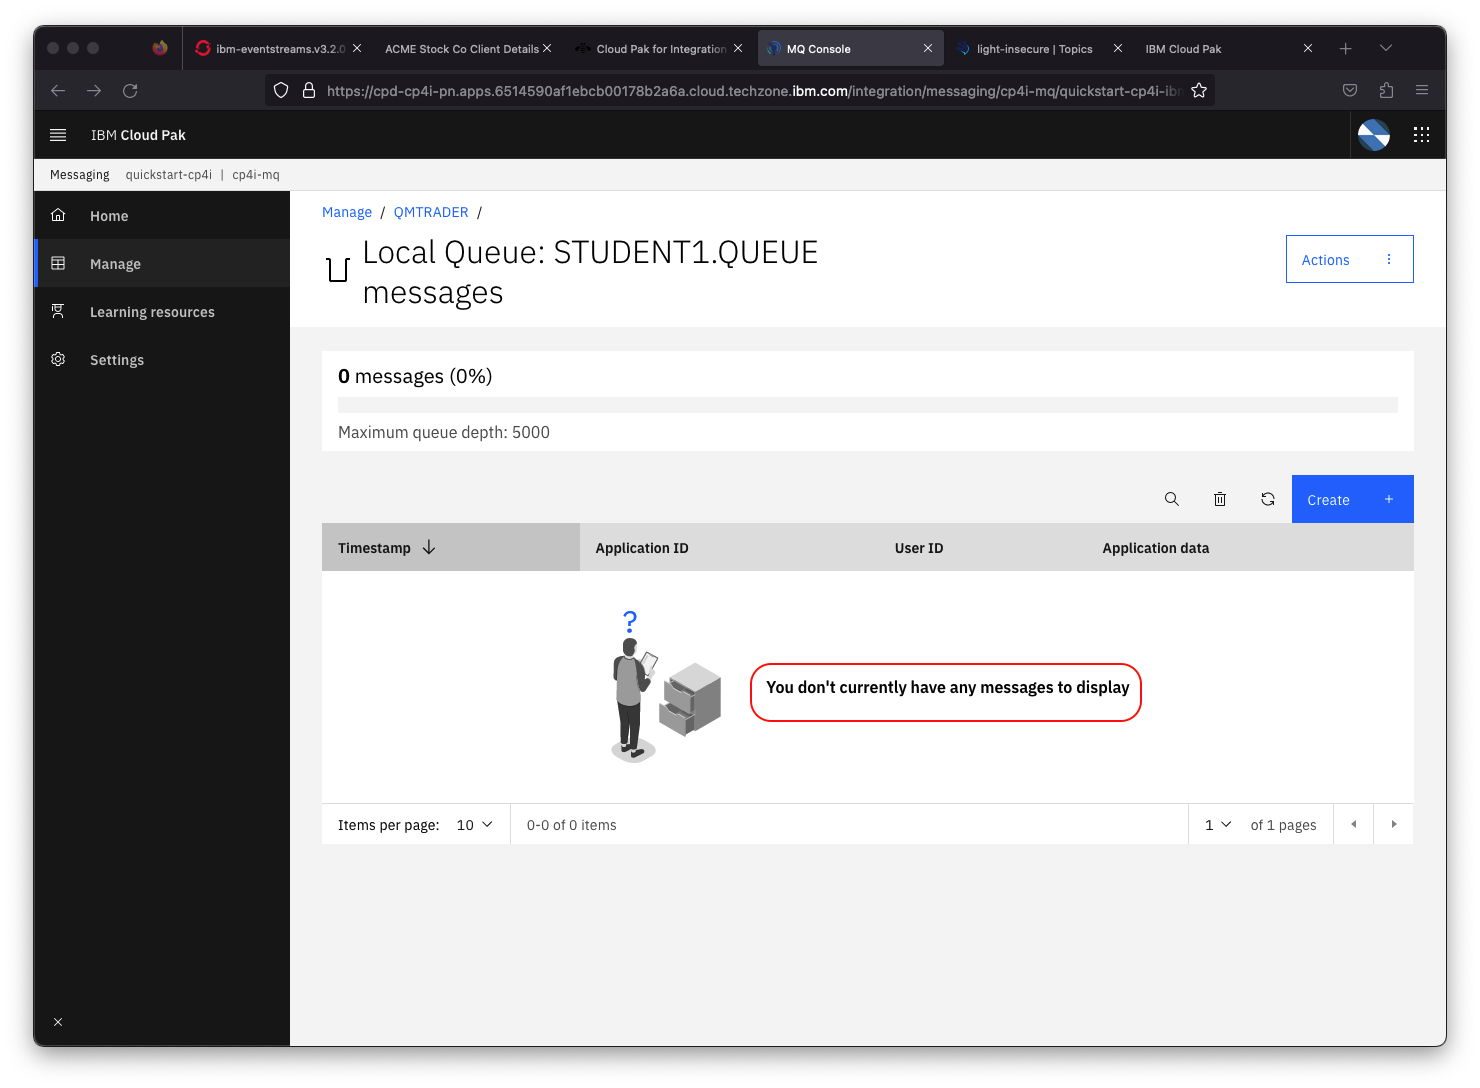 ibm-eventstreams.v3.2.0
ACME Stock Co Client Details
Cloud Pak for Integration
MQ Console
light-insecure | Topics
IBM Cloud Pak
https://cpd-cp4i-pn.apps.6514590af1ebcb00178b2a6a.cloud.techzone.ibm.com/integration/messaging/cp4i-mq/quickstart-cp4i-ibm
IBM Cloud Pak
Messaging quickstart-cp4i | cp4i-mq
Home
Manage
Learning resources
Settings
Manage / QMTRADER /
Local Queue: STUDENT1.QUEUE
messages
Actions
0 messages (0%)
Maximum queue depth: 5000
Create +
Timestamp Application ID User ID Application data
?
You don't currently have any messages to display
Items per page: 10 0-0 of 0 items 1 of 1 pages